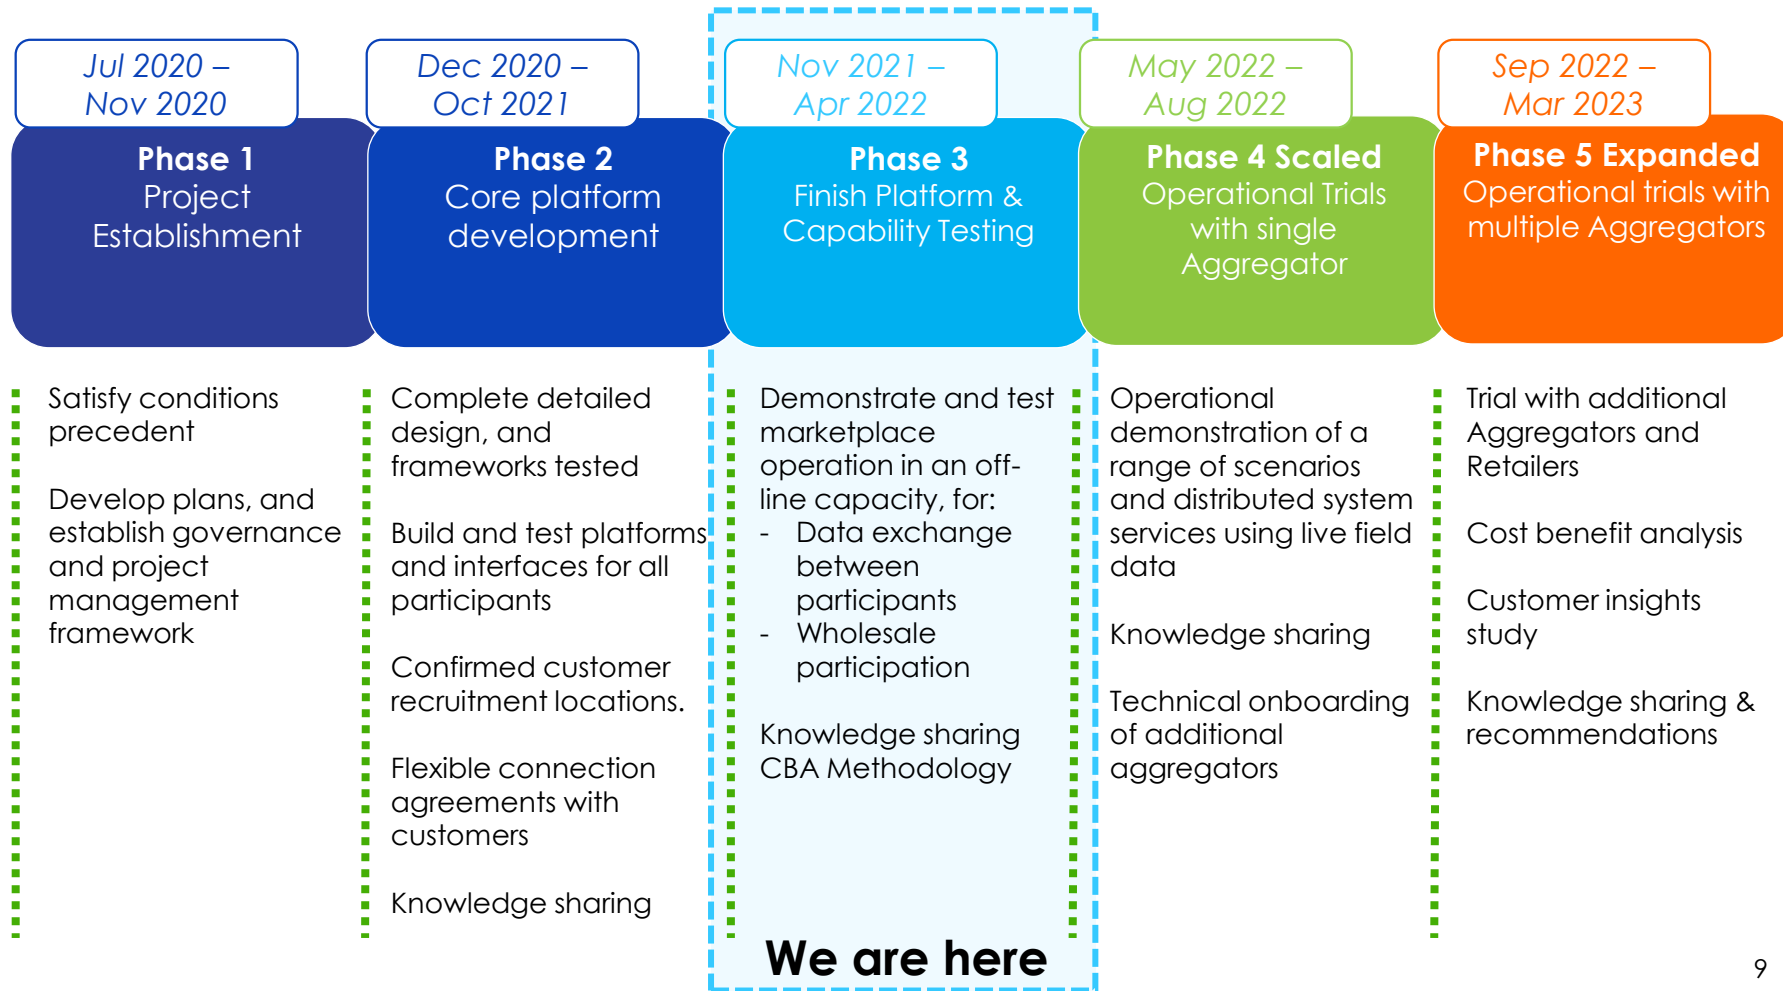 Jul 2020 –
Nov 2020
Phase 1
Project
Establishment
Satisfy conditions
precedent
Develop plans, and
establish governance
and project
management
framework
Dec 2020 –
Oct 2021
Phase 2
Core platform
development
Complete detailed
design, and
frameworks tested
Build and test platforms
and interfaces for all
participants
Confirmed customer
recruitment locations.
Flexible connection
agreements with
customers
Knowledge sharing
Nov 2021 –
Apr 2022
Phase 3
Finish Platform &
Capability Testing
Demonstrate and test
marketplace
operation in an off-
line capacity, for:
- Data exchange
between
participants
- Wholesale
participation
Knowledge sharing
CBA Methodology
We are here
May 2022 –
Aug 2022
Phase 4 Scaled
Operational Trials
with single
Aggregator
Operational
demonstration of a
range of scenarios
and distributed system
services using live field
data
Knowledge sharing
Technical onboarding
of additional
aggregators
Sep 2022 –
Mar 2023
Phase 5 Expanded
Operational trials with
multiple Aggregators
Trial with additional
Aggregators and
Retailers
Cost benefit analysis
Customer insights
study
Knowledge sharing &
recommendations
9